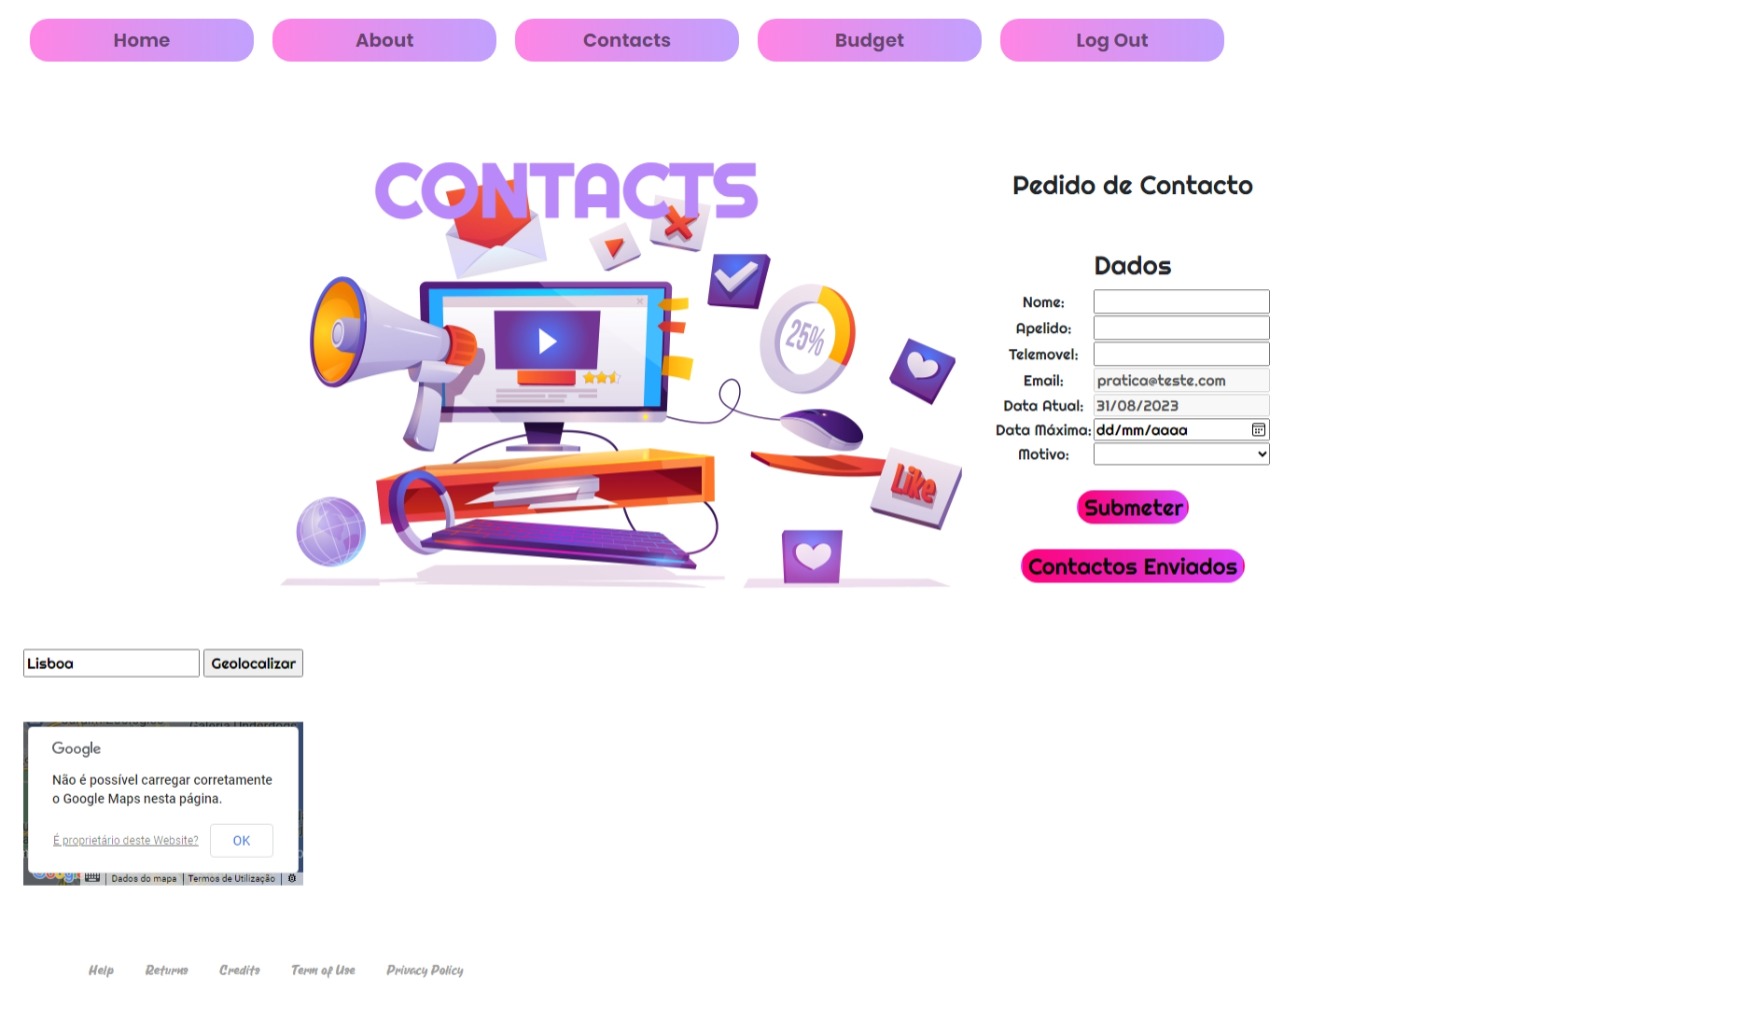 Home About Contacts Budget Log Out
CONTACTS
25%
Like
Pedido de Contacto
Dados
Nome:
Apelido:
Telemovel:
Email: pratica@teste.com
Data Atual: 31/08/2023
Data Máxima: dd/mm/aaaa
Motivo:
Submeter
Contactos Enviados
Lisboa Geolocalizar
Google
Não é possível carregar corretamente
o Google Maps nesta página.
É proprietário deste Website? OK
Dados do mapa Termos de Utilização
Help Returns Credits Term of Use Privacy Policy